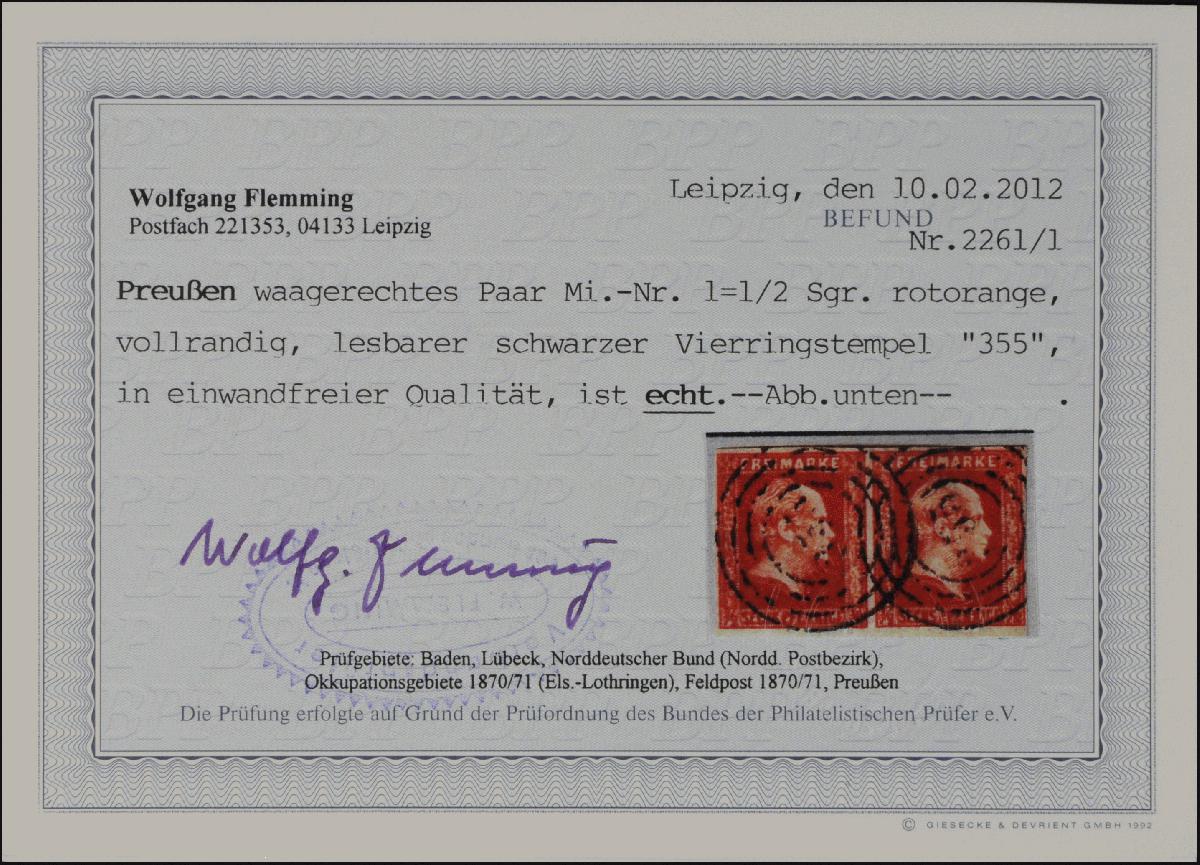 Wolfgang Flemming
Postfach 221353, 04133 Leipzig
Leipzig, den 10.02.2012
BEFUND
Nr.2261/1
Preußen waagerechtes Paar Mi.-Nr. 1=1/2 Sgr. rotorange,
vollrandig, lesbarer schwarzer Vierringstempel "355",
in einwandfreier Qualität, ist echt.--Abb.unten-- .
FREIMARKE FREIMARKE
Wolfg. Flemming
Prüfgebiete: Baden, Lübeck, Norddeutscher Bund (Nordd. Postbezirk),
Okkupationsgebiete 1870/71 (Els.-Lothringen), Feldpost 1870/71, Preußen
Die Prüfung erfolgte auf Grund der Prüfordnung des Bundes der Philatelistischen Prüfer e.V.
© GIESECKE & DEVRIENT GMBH 1992